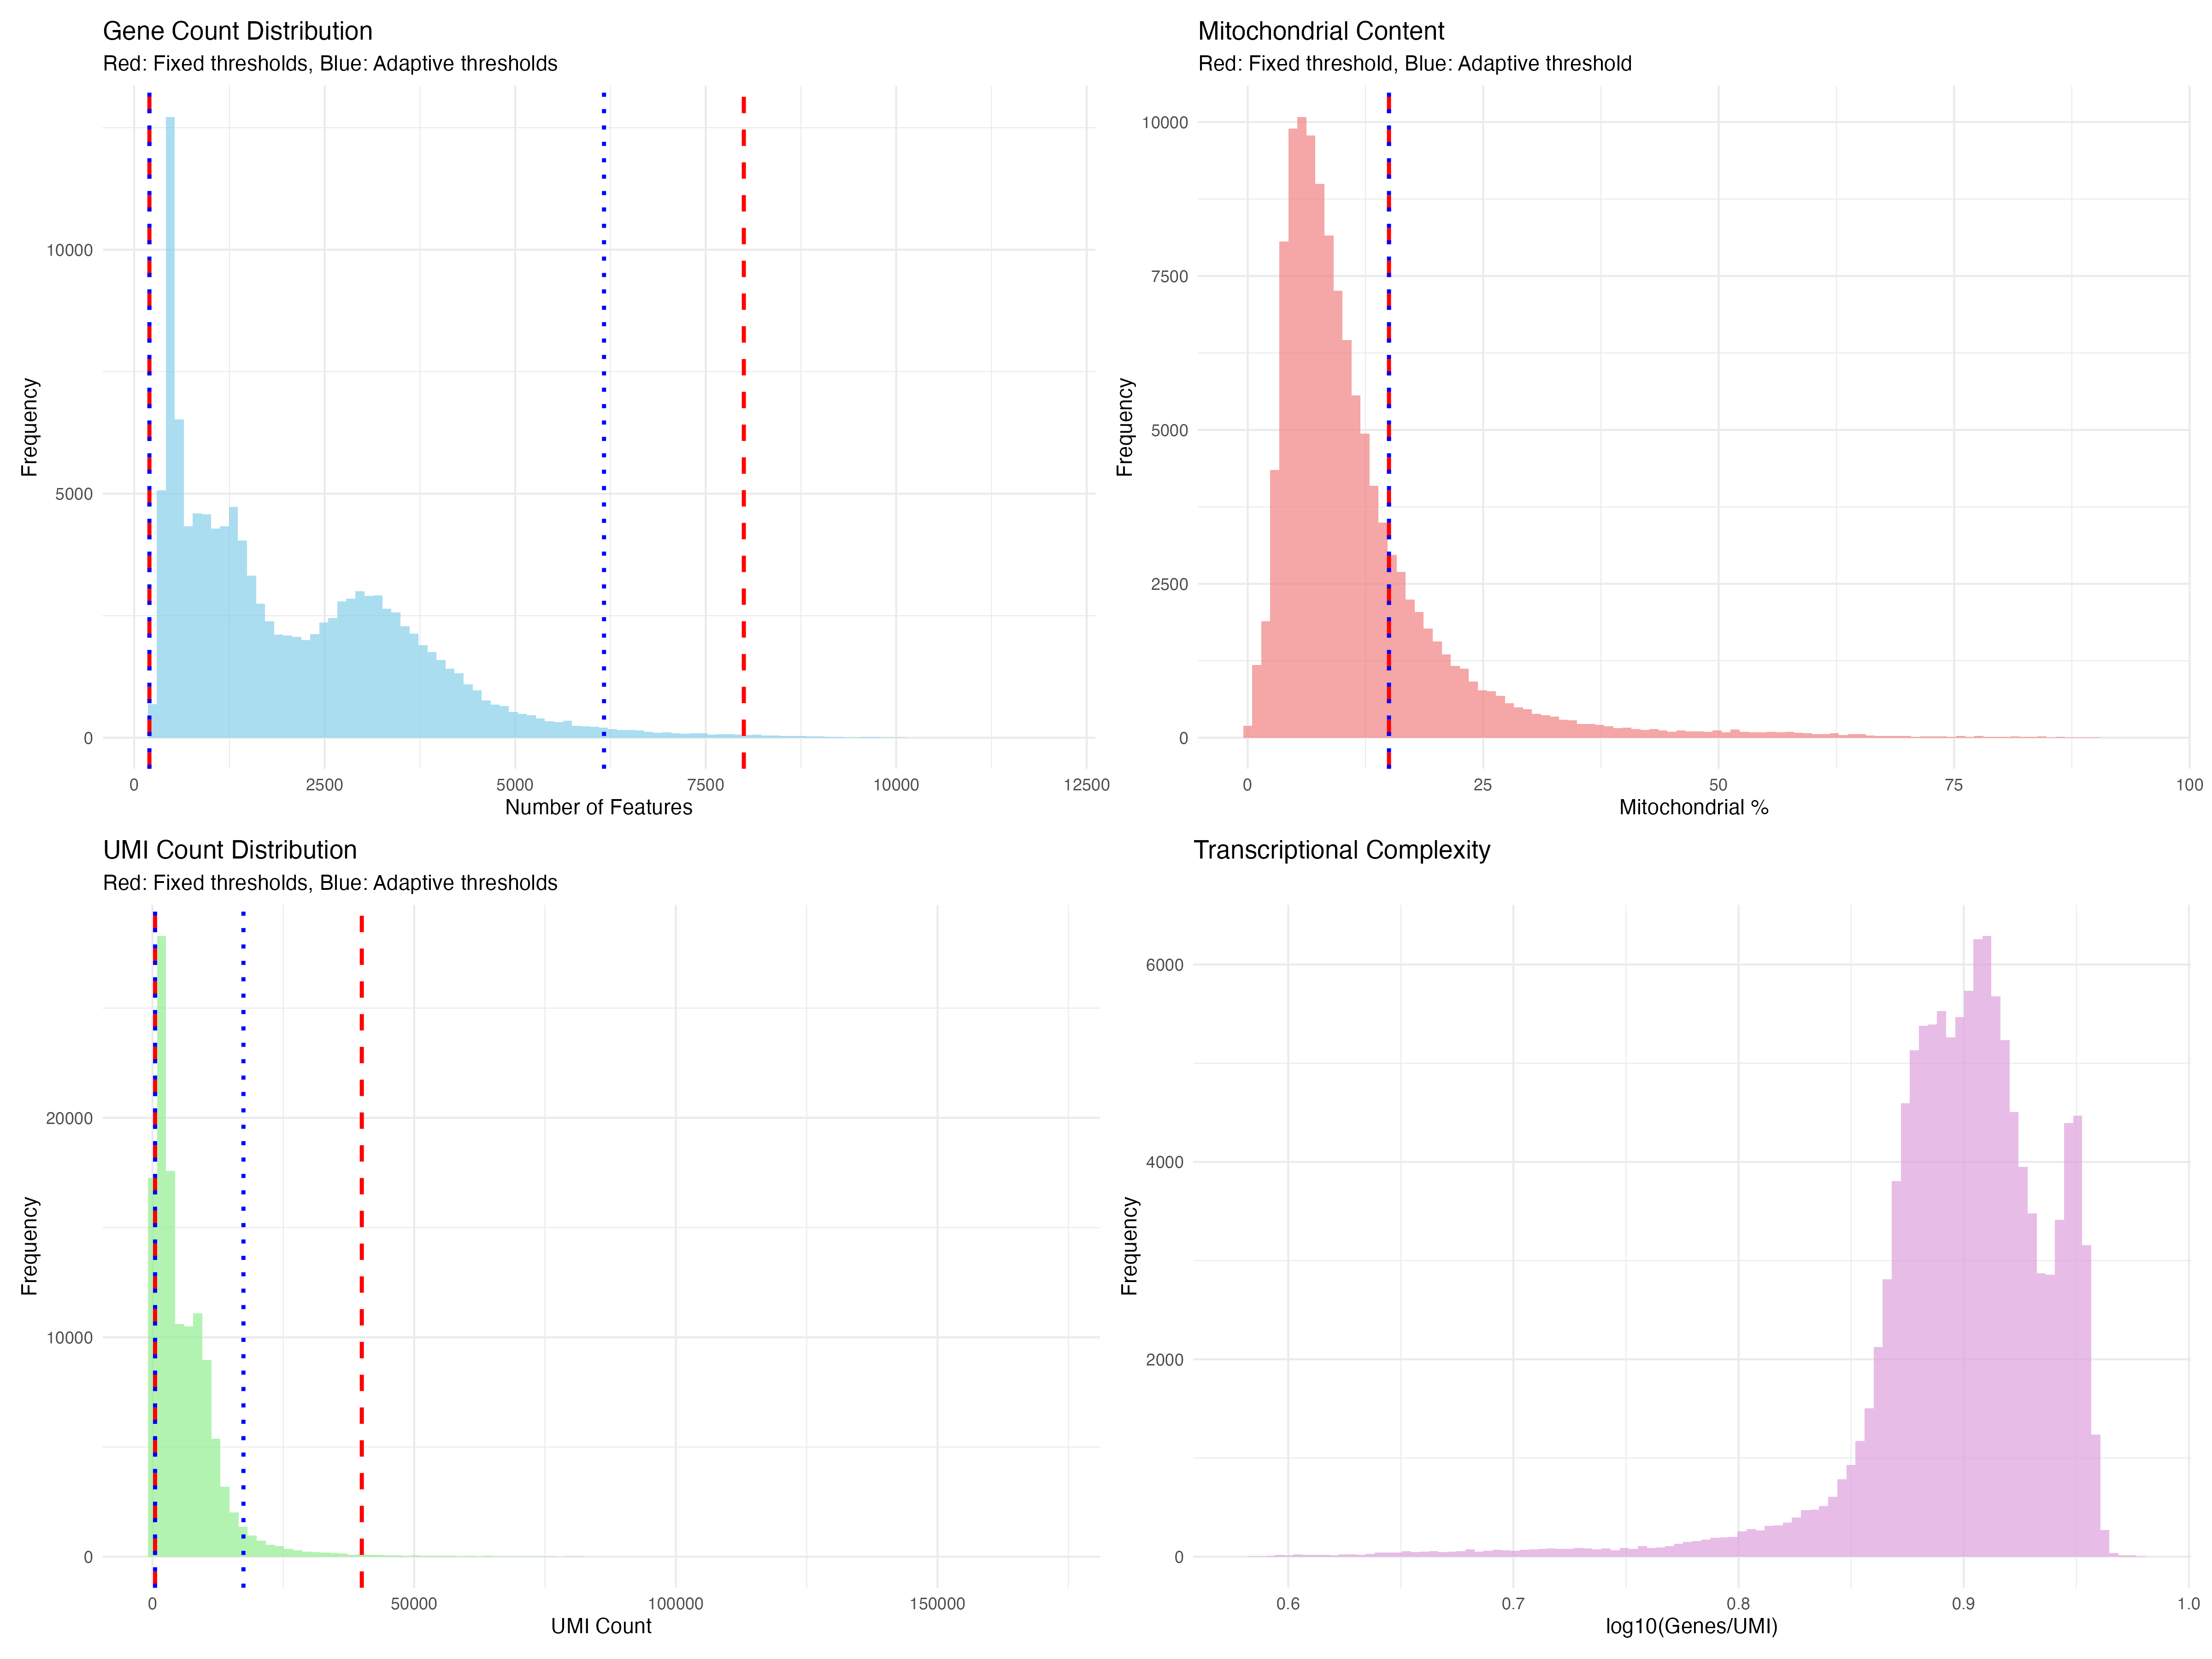 Gene Count Distribution
Red: Fixed thresholds, Blue: Adaptive thresholds
Frequency
10000
5000
0
0 2500 5000 7500 10000 12500
Number of Features
Mitochondrial Content
Red: Fixed threshold, Blue: Adaptive threshold
Frequency
10000
7500
5000
2500
0
0 25 50 75 100
Mitochondrial %
UMI Count Distribution
Red: Fixed thresholds, Blue: Adaptive thresholds
Frequency
20000
10000
0
0 50000 100000 150000
UMI Count
Transcriptional Complexity
Frequency
6000
4000
2000
0
0.6 0.7 0.8 0.9 1.0
log10(Genes/UMI)